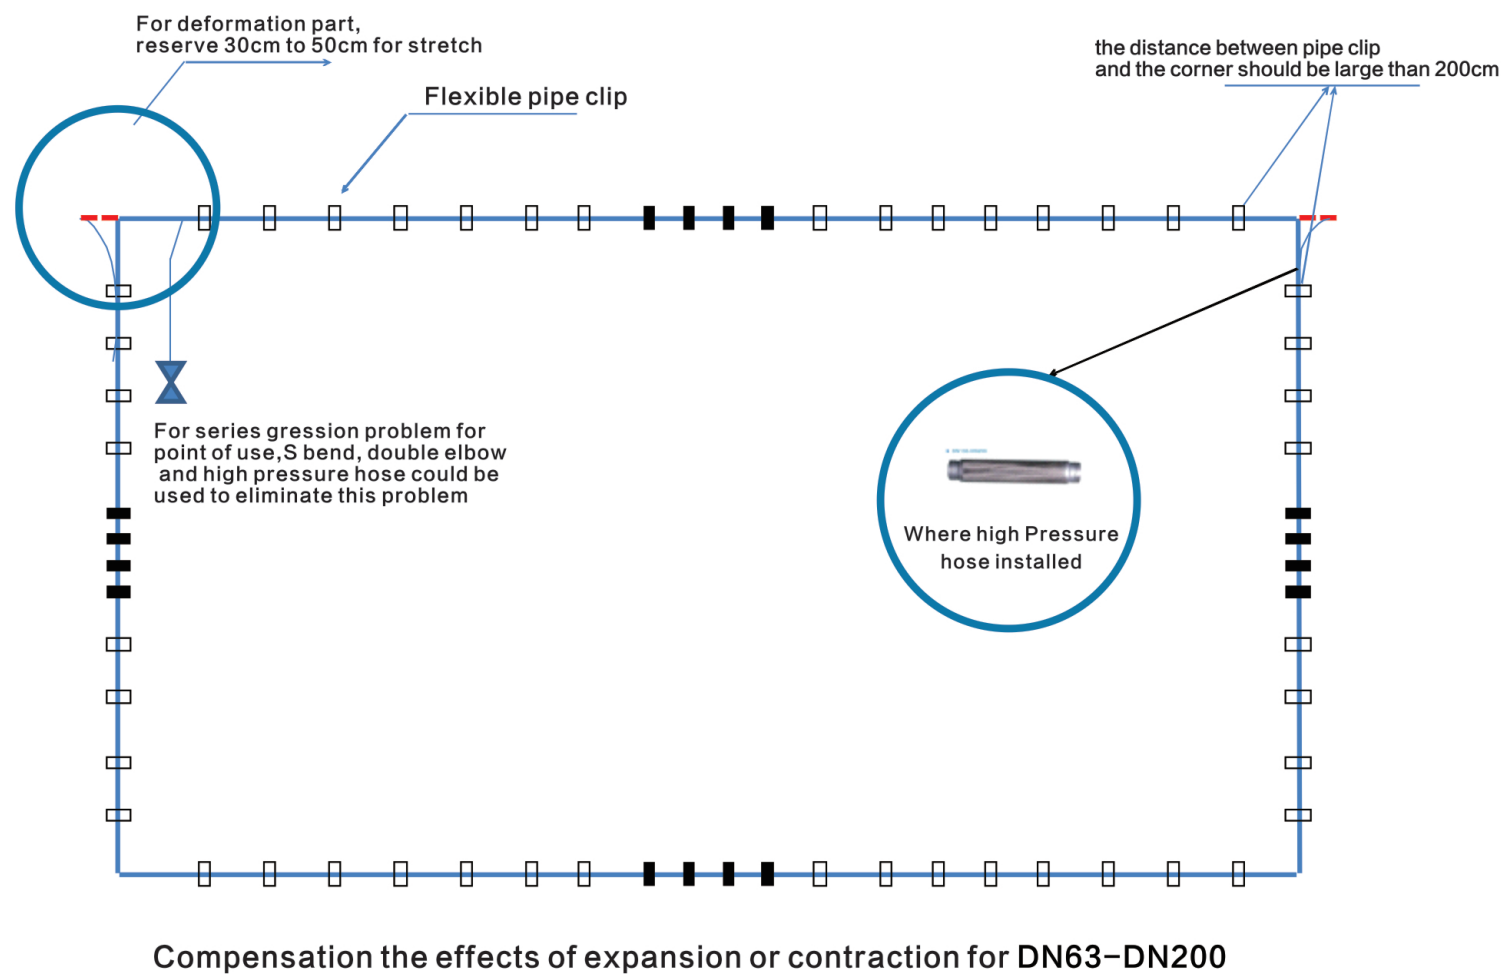 For deformation part,
reserve 30cm to 50cm for stretch
the distance between pipe clip
and the corner should be large than 200cm
Flexible pipe clip
For series gression problem for
point of use,S bend, double elbow
and high pressure hose could be
used to eliminate this problem
Where high Pressure
hose installed
Compensation the effects of expansion or contraction for DN63-DN200